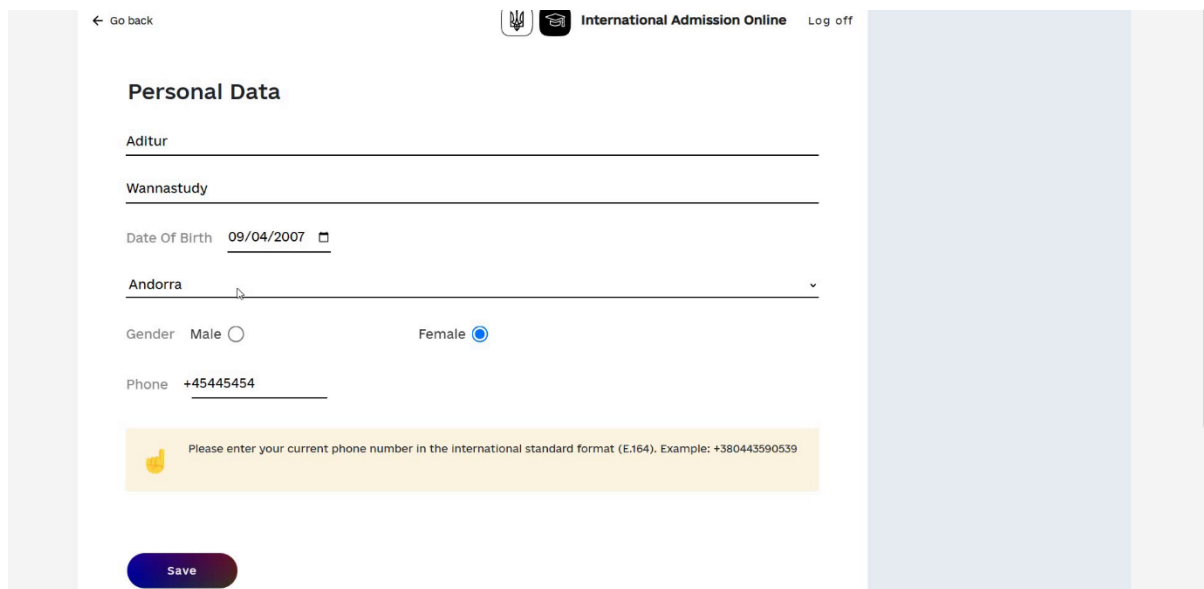 ← Go back
International Admission Online Log off
Personal Data
Aditur
Wannastudy
Date Of Birth 09/04/2007
Andorra
Gender Male Female
Phone +45445454
Please enter your current phone number in the international standard format (E.164). Example: +380443590539
Save